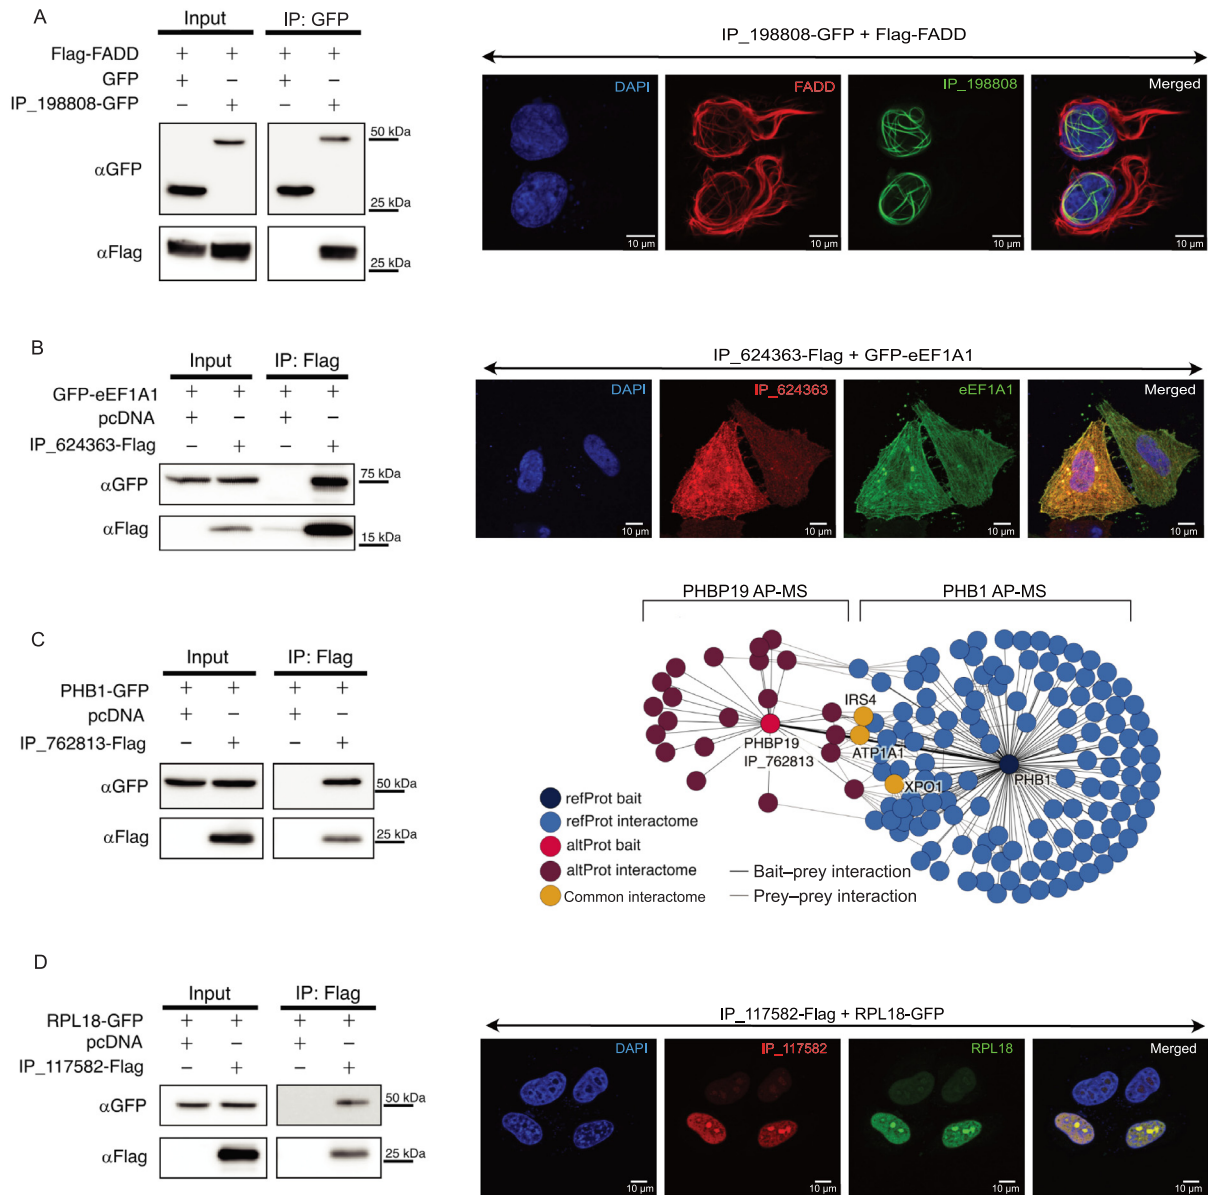 A
Input IP: GFP
Flag-FADD + + + +
GFP + – + –
IP_198808-GFP – + – +
αGFP
50 kDa
25 kDa
αFlag
25 kDa
IP_198808-GFP + Flag-FADD
DAPI FADD IP_198808 Merged
10 µm 10 µm 10 µm 10 µm
B
Input IP: Flag
GFP-eEF1A1 + + + +
pcDNA + – + –
IP_624363-Flag – + – +
αGFP
75 kDa
αFlag
15 kDa
IP_624363-Flag + GFP-eEF1A1
DAPI IP_624363 eEF1A1 Merged
10 µm 10 µm 10 µm 10 µm
C
Input IP: Flag
PHB1-GFP + + + +
pcDNA + – + –
IP_762813-Flag – + – +
αGFP
50 kDa
αFlag
25 kDa
PHBP19 AP-MS PHB1 AP-MS
IRS4
PHBP19
IP_762813
ATP1A1
XPO1
PHB1
refProt bait
refProt interactome
altProt bait
altProt interactome
Common interactome
Bait–prey interaction
Prey–prey interaction
D
Input IP: Flag
RPL18-GFP + + + +
pcDNA + – + –
IP_117582-Flag – + – +
αGFP
50 kDa
αFlag
25 kDa
IP_117582-Flag + RPL18-GFP
DAPI IP_117582 RPL18 Merged
10 µm 10 µm 10 µm 10 µm